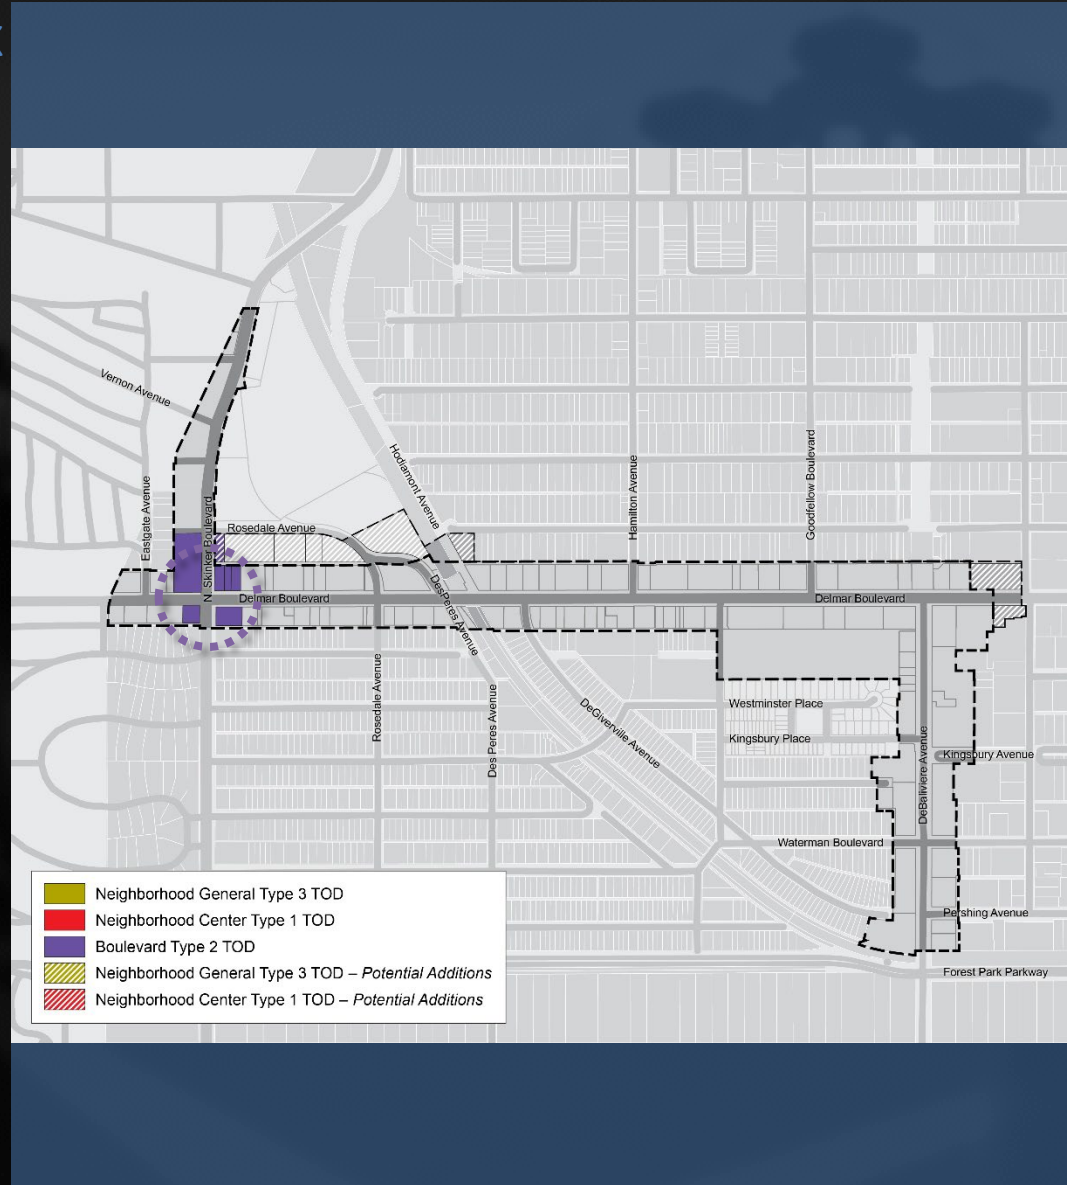 Vernon Avenue
Eastgate Avenue
N. Skinker Boulevard
Rosedale Avenue
Hodiamont Avenue
Hamilton Avenue
Goodfellow Boulevard
Delmar Boulevard
DesPeres Avenue
Delmar Boulevard
Rosedale Avenue
Des Peres Avenue
DeGiverville Avenue
Westminster Place
Kingsbury Place
DeBaliviere Avenue
Kingsbury Avenue
Waterman Boulevard
Pershing Avenue
Forest Park Parkway
Neighborhood General Type 3 TOD
Neighborhood Center Type 1 TOD
Boulevard Type 2 TOD
Neighborhood General Type 3 TOD – Potential Additions
Neighborhood Center Type 1 TOD – Potential Additions